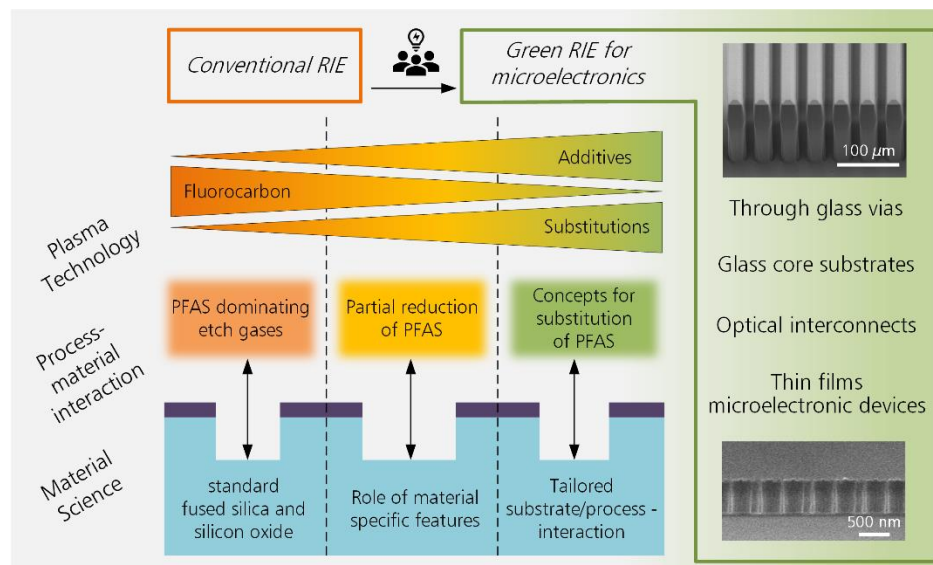 Conventional RIE
Green RIE for
microelectronics
Additives
Fluorocarbon
Substitutions
Plasma
Technology
PFAS dominating
etch gases
Partial reduction
of PFAS
Concepts for
substitution
of PFAS
Process-
material
interaction
Material
Science
standard
fused silica and
silicon oxide
Role of material
specific features
Tailored
substrate/process -
interaction
100 µm
Through glass vias
Glass core substrates
Optical interconnects
Thin films
microelectronic devices
500 nm